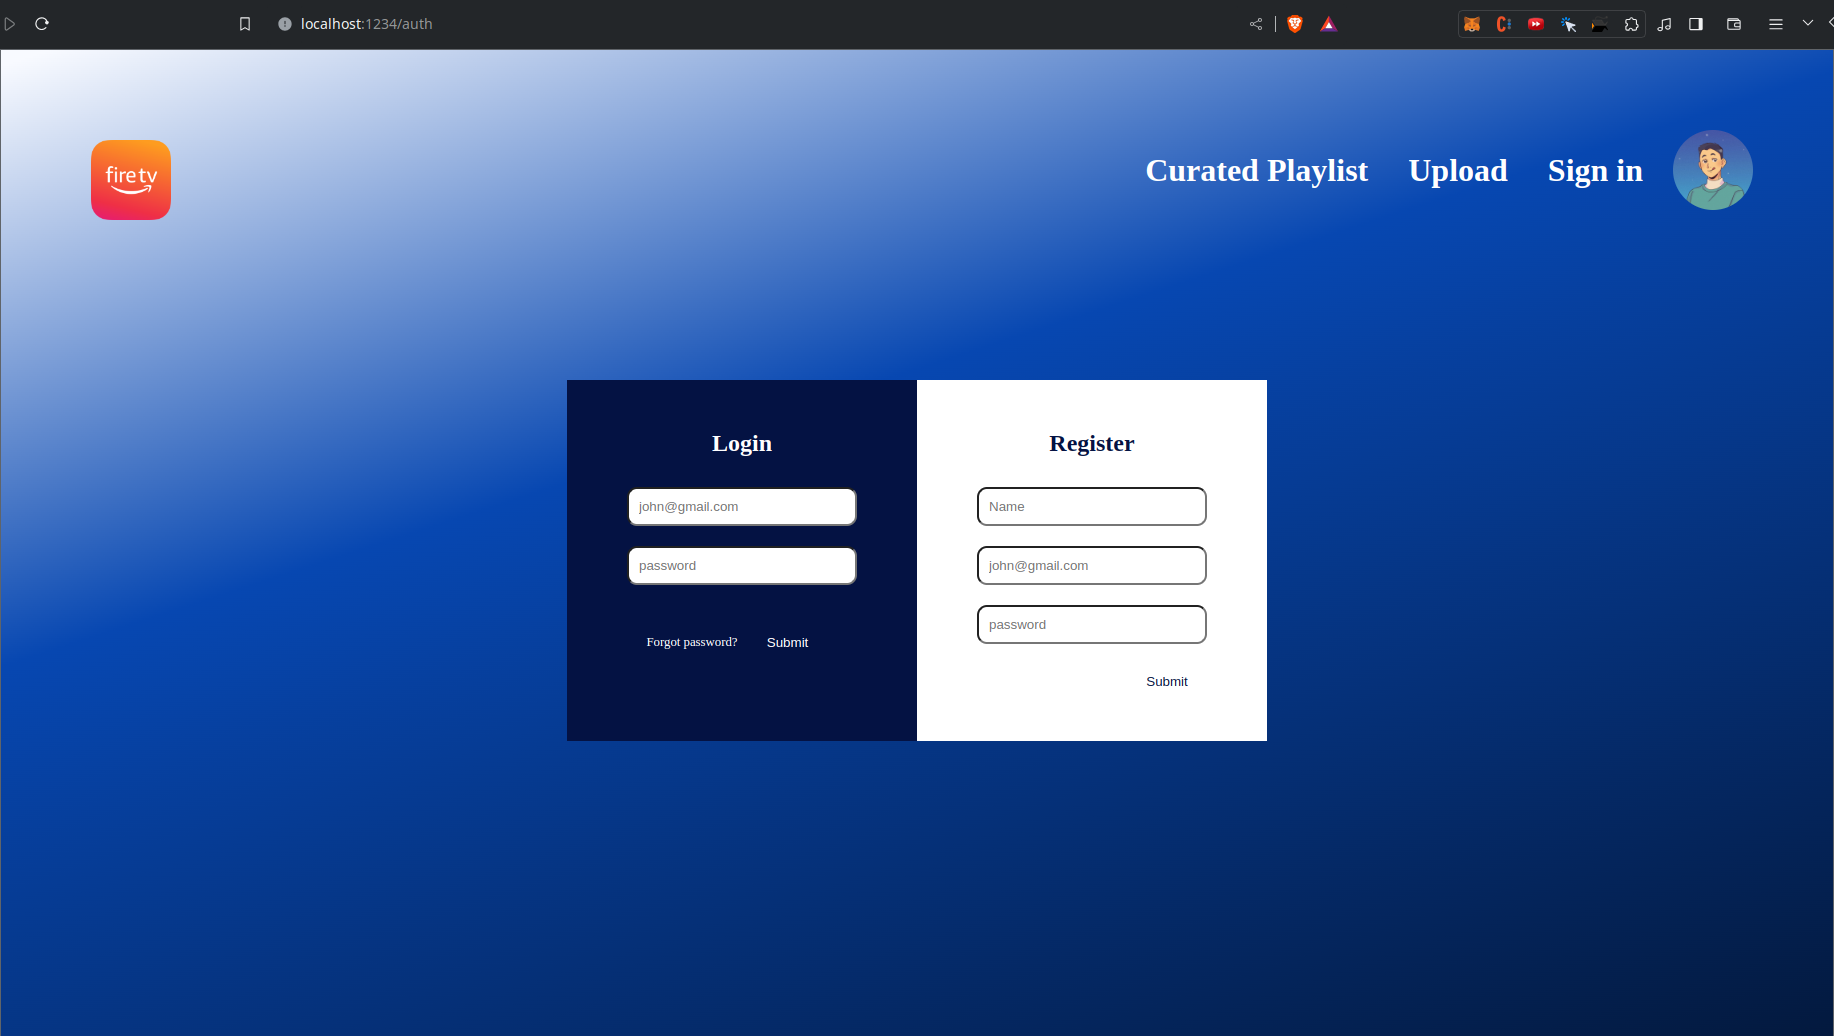 localhost:1234/auth
fire tv
Curated Playlist Upload Sign in
Login
john@gmail.com
password
Forgot password? Submit
Register
Name
john@gmail.com
password
Submit